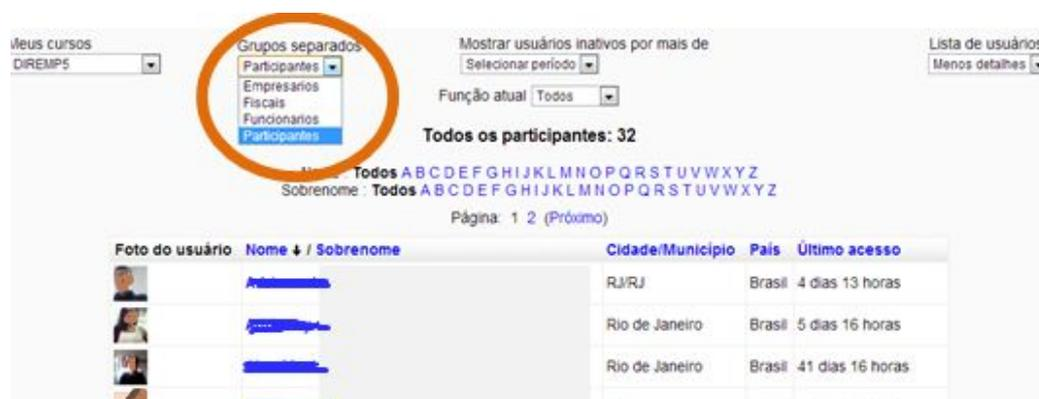 Meus cursos
DIREMP5
Grupos separados
Participantes
Empresarios
Fiscais
Funcionarios
Participantes
Mostrar usuários inativos por mais de
Selecionar período
Função atual Todos
Lista de usuários
Menos detalhes
Todos os participantes: 32
Todos A B C D E F G H I J K L M N O P Q R S T U V W X Y Z
Sobrenome : Todos A B C D E F G H I J K L M N O P Q R S T U V W X Y Z
Página: 1 2 (Próximo)
Foto do usuário Nome ↓ / Sobrenome Cidade/Município País Último acesso
RJ/RJ Brasil 4 dias 13 horas
Rio de Janeiro Brasil 5 dias 16 horas
Rio de Janeiro Brasil 41 dias 16 horas